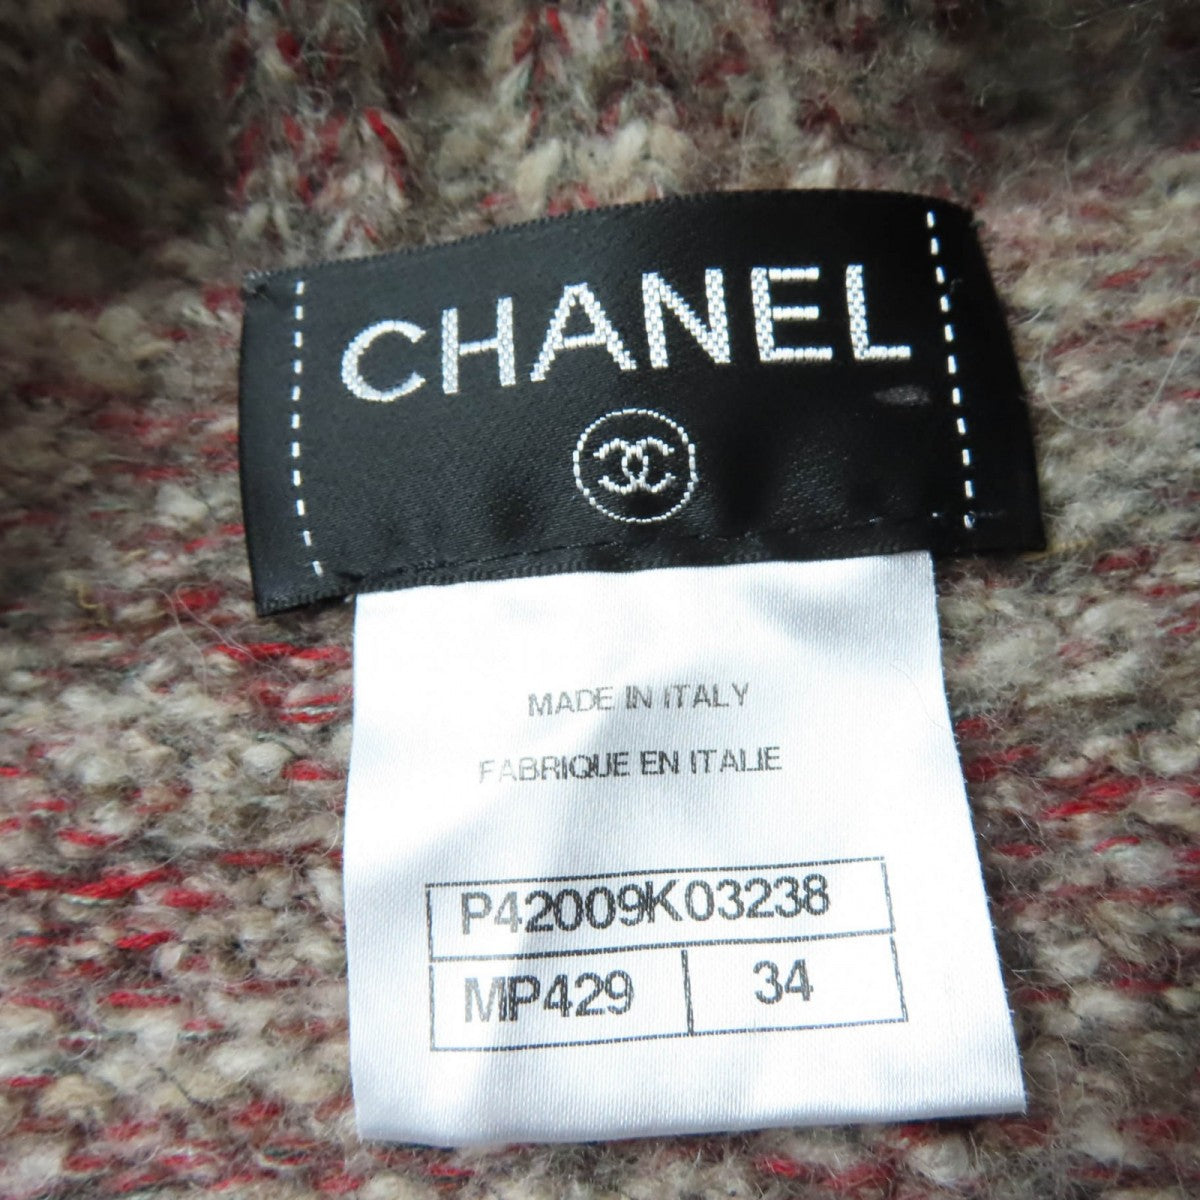 CHANEL
MADE IN ITALY
FABRIQUE EN ITALIE
P42009K03238
MP429 34